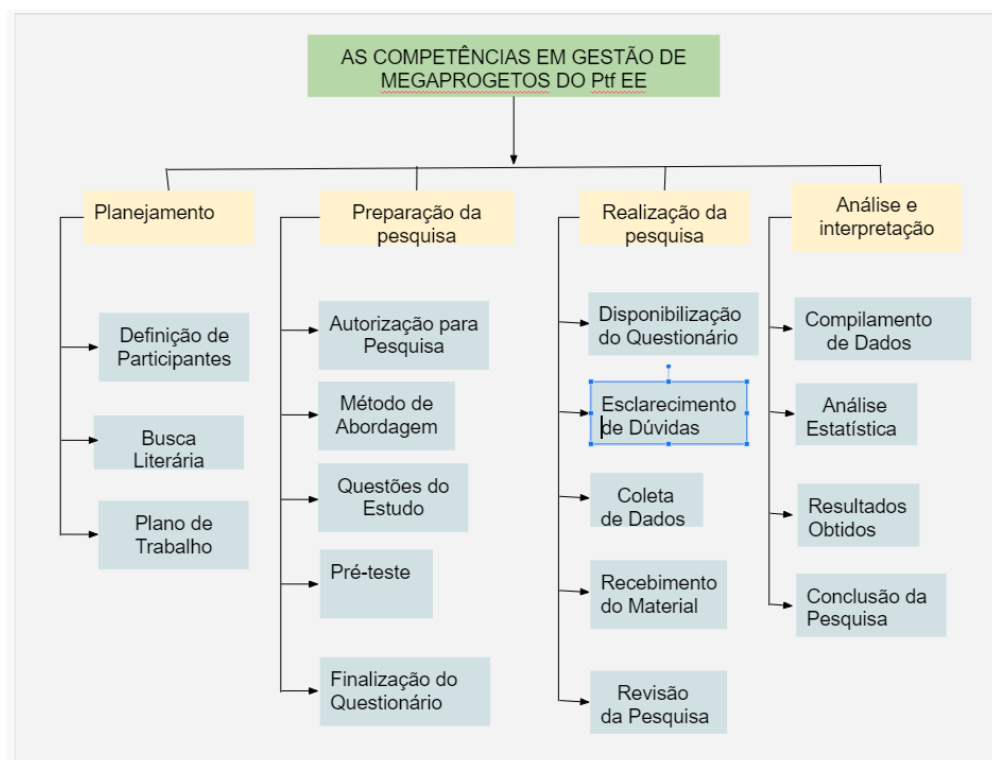 AS COMPETÊNCIAS EM GESTÃO DE
MEGAPROGETOS DO Ptf EE
Planejamento
Definição de
Participantes
Busca
Literária
Plano de
Trabalho
Preparação da
pesquisa
Autorização para
Pesquisa
Método de
Abordagem
Questões do
Estudo
Pré-teste
Finalização do
Questionário
Realização da
pesquisa
Disponibilização
do Questionário
Esclarecimento
de Dúvidas
Coleta
de Dados
Recebimento
do Material
Revisão
da Pesquisa
Análise e
interpretação
Compilamento
de Dados
Análise
Estatística
Resultados
Obtidos
Conclusão da
Pesquisa